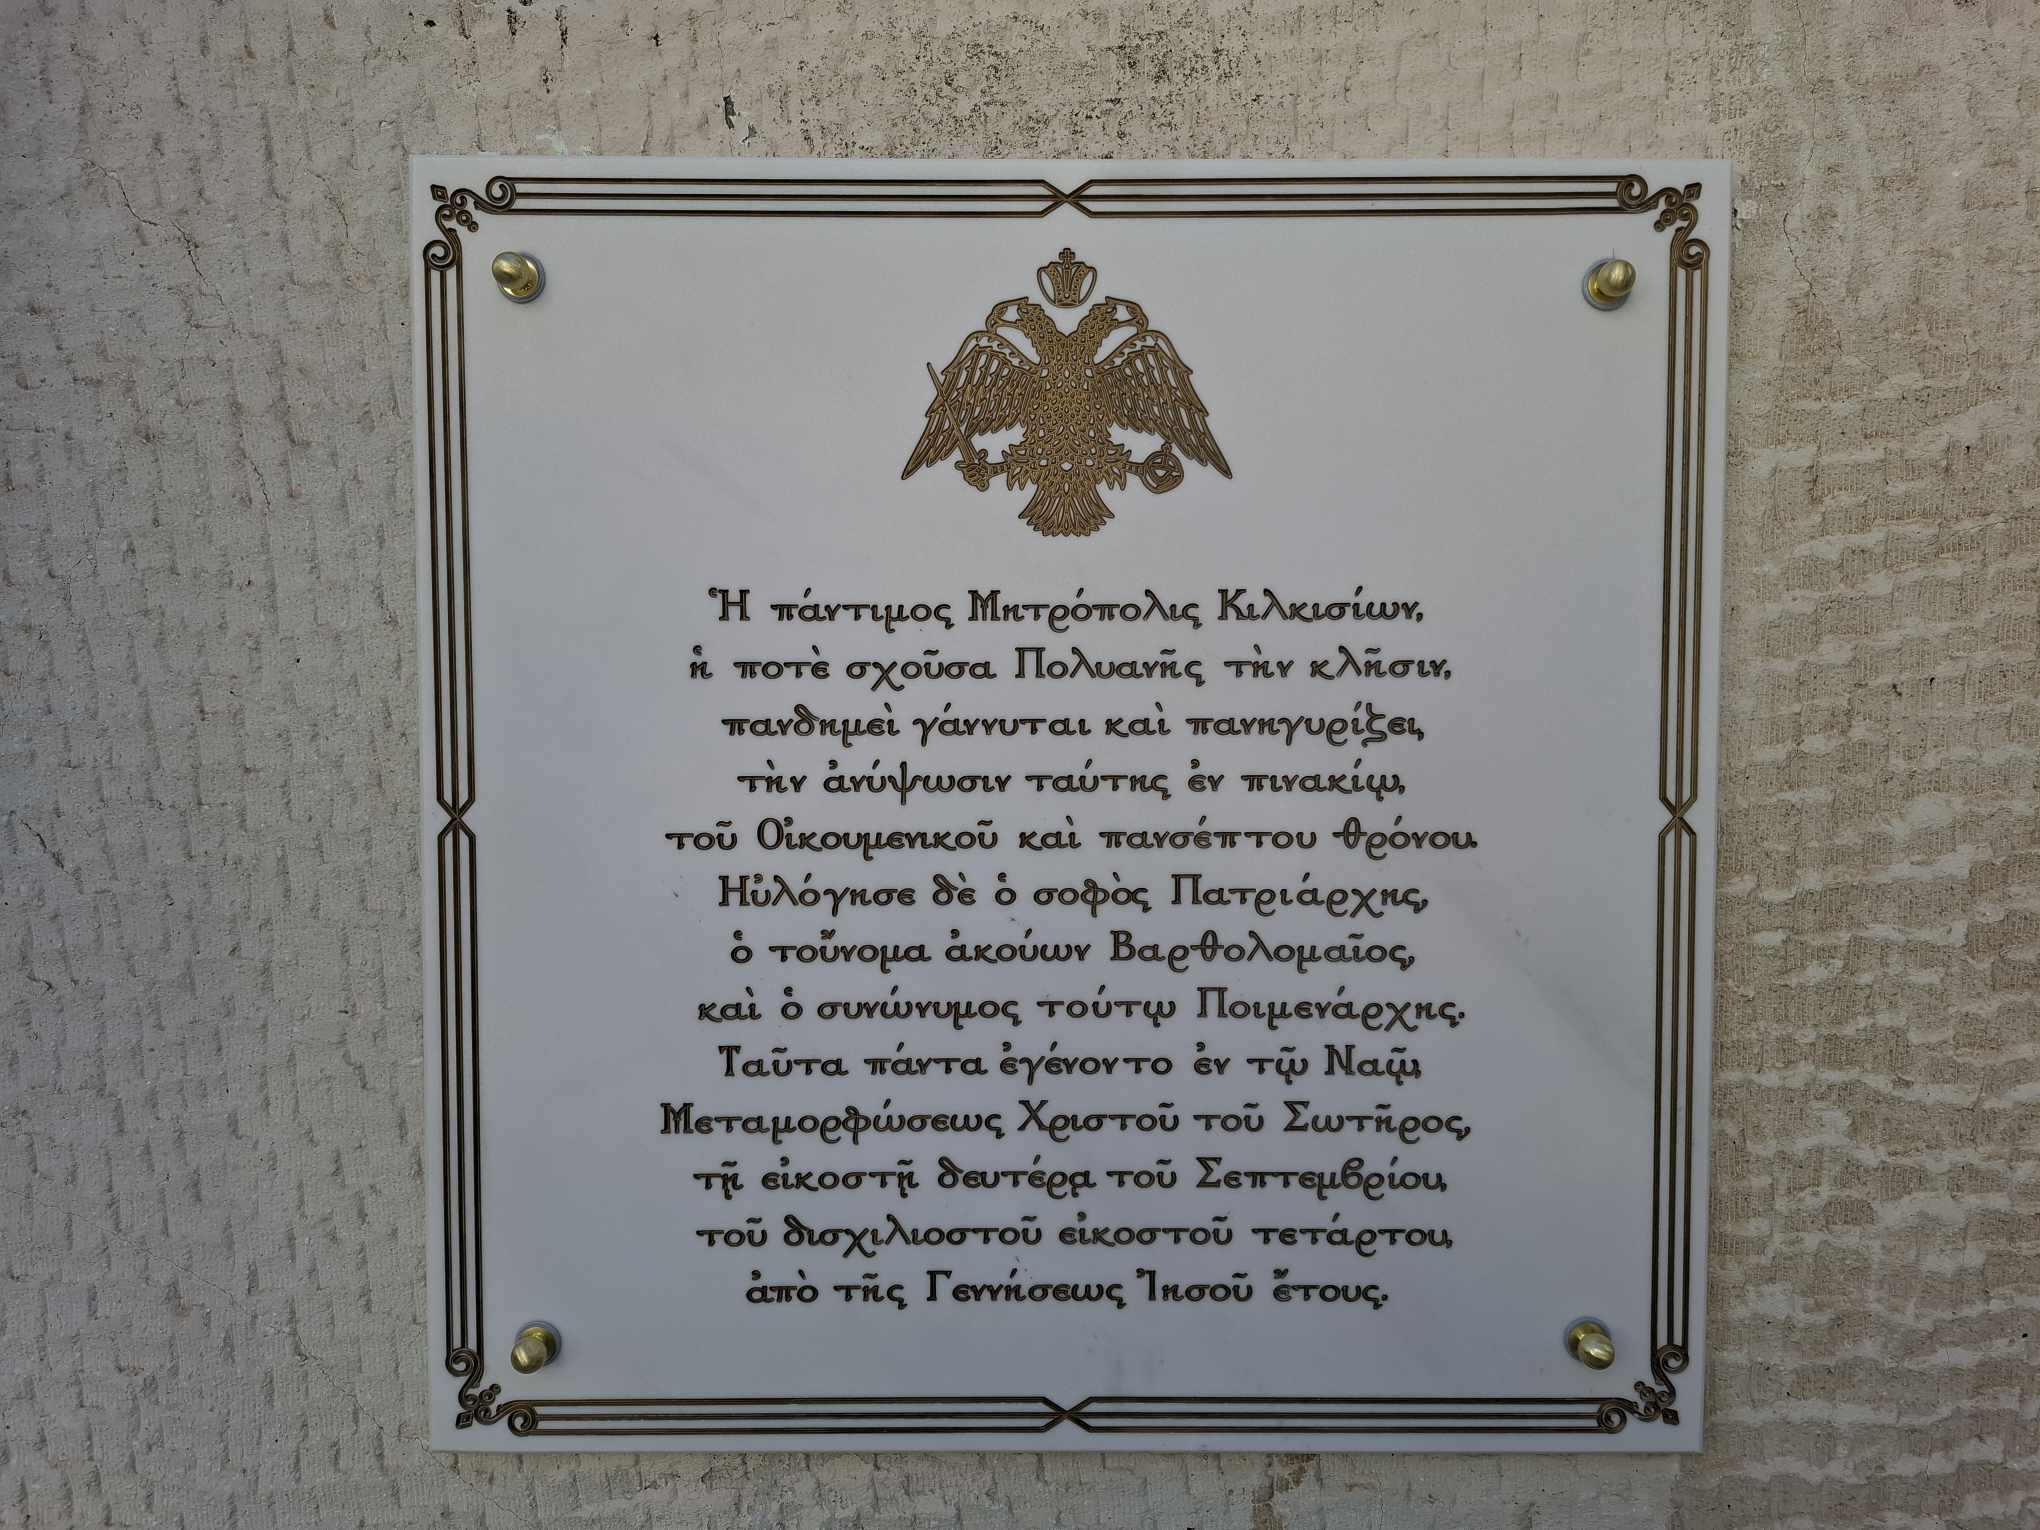 Ἡ πάντιμος Μητρόπολις Κιλκισίων,
ἡ ποτὲ σχοῦσα Πολυανῆς τὴν κλῆσιν,
πανδημεὶ γάννυται καὶ πανηγυρίζει,
τὴν ἀνύψωσιν ταύτης ἐν πινακίῳ,
τοῦ Οἰκουμενικοῦ καὶ πανσέπτου θρόνου.
Ηὐλόγησε δὲ ὁ σοφὸς Πατριάρχης,
ὁ τοὔνομα ἀκούων Βαρθολομαῖος,
καὶ ὁ συνώνυμος τούτῳ Ποιμενάρχης.
Ταῦτα πάντα ἐγένοντο ἐν τῷ Ναῷ,
Μεταμορφώσεως Χριστοῦ τοῦ Σωτῆρος,
τῇ εἰκοστῇ δευτέρᾳ τοῦ Σεπτεμβρίου,
τοῦ δισχιλιοστοῦ εἰκοστοῦ τετάρτου,
ἀπὸ τῆς Γεννήσεως Ἰησοῦ ἔτους.